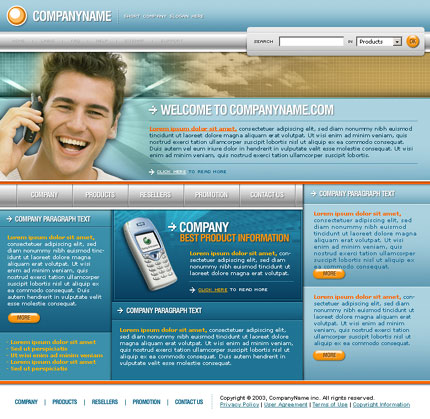 COMPANYNAME
SHORT COMPANY SLOGAN HERE
SEARCH IN Products OK
WELCOME TO COMPANYNAME.COM
Lorem ipsum dolor sit amet, consectetuer adipiscing elit, sed diam nonummy nibh euismod
tincidunt ut laoreet dolore magna aliquam erat volutpat. Ut wisi enim ad minim veniam,
quis nostrud exerci tation ullamcorper suscipit lobortis nisl ut aliquip ex ea commodo
consequat. Duis autem hendrerit in vulputate velit esse molestie consequat. Ut wisi enim
ad minim veniam, quis nostrud exerci tation ullamcorper suscipit lobortis.
CLICK HERE TO READ MORE
COMPANY PRODUCTS RESELLERS PROMOTION CONTACT US
COMPANY PARAGRAPH TEXT
Lorem ipsum dolor sit amet,
consectetuer adipiscing elit, sed
diam nonummy nibh euismod
tincidunt ut laoreet dolore magna
aliquam erat volutpat. Ut wisi
enim ad minim veniam, quis
nostrud exerci tation ullamcorper
suscipit lobortis nisl ut aliquip
ex ea commodo consequat. Duis
autem hendrerit in vulputate velit
esse molestie consequat.
MORE
- Lorem ipsum dolor sit amet
- Sed ut perspiciatis
- Ut wisi enim ad minim veniam
- Sed ut perspiciatis
- Lorem ipsum dolor sit amet
COMPANY
BEST PRODUCT INFORMATION
Lorem ipsum dolor sit amet,
consectetuer adipiscing elit, sed diam
nonummy nibh euismod tincidunt ut
laoreet dolore magna aliquam erat
CLICK HERE TO READ MORE
COMPANY PARAGRAPH TEXT
Lorem ipsum dolor sit amet, consectetuer adipiscing elit, sed
diam nonummy nibh euismod tincidunt ut laoreet dolore magna
aliquam erat volutpat. Ut wisi enim ad minim veniam, quis
nostrud exerci tation ullamcorper suscipit lobortis nisl ut
aliquip ex ea commodo consequat. Duis autem hendrerit in
vulputate velit esse molestie consequat.
COMPANY PARAGRAPH TEXT
Lorem ipsum dolor sit amet,
consectetuer adipiscing elit, sed
diam nonummy nibh euismod
aliquam erat volutpat. Ut wisi
enim ad minim veniam, quis
nostrud exerci tation ullamcorper
suscipit lobortis nisl ut aliquip ex
ea commodo consequat.
MORE
Lorem ipsum dolor sit amet,
consectetuer adipiscing elit, sed
diam nonummy nibh euismod
aliquam erat volutpat. Ut wisi
enim ad minim veniam, quis
nostrud exerci tation ullamcorper
suscipit lobortis nisl ut aliquip ex
ea commodo consequat.
MORE
COMPANY | PRODUCTS | RESELLERS | PROMOTION | CONTACT US
Copyright © 2003, CompanyName inc. All rights reserved.
Privacy Policy | User Agreement | Terms of Use | Copyright Information